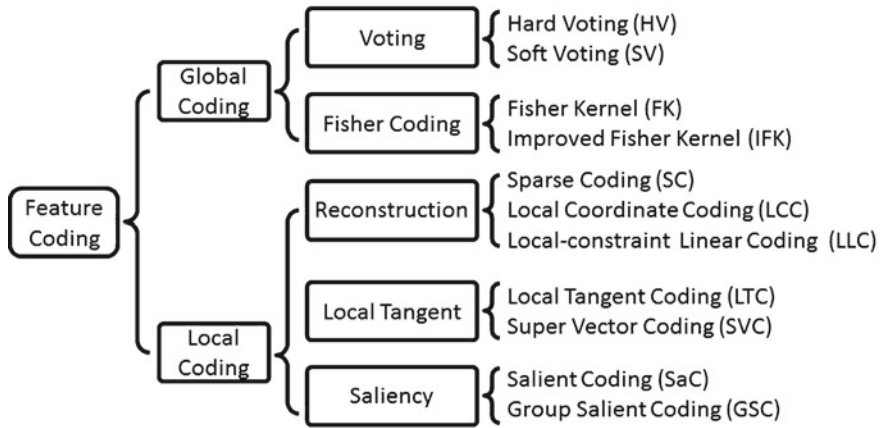 Feature
Coding
Global
Coding
Voting
Hard Voting (HV)
Soft Voting (SV)
Fisher Coding
Fisher Kernel (FK)
Improved Fisher Kernel (IFK)
Local
Coding
Reconstruction
Sparse Coding (SC)
Local Coordinate Coding (LCC)
Local-constraint Linear Coding (LLC)
Local Tangent
Local Tangent Coding (LTC)
Super Vector Coding (SVC)
Saliency
Salient Coding (SaC)
Group Salient Coding (GSC)